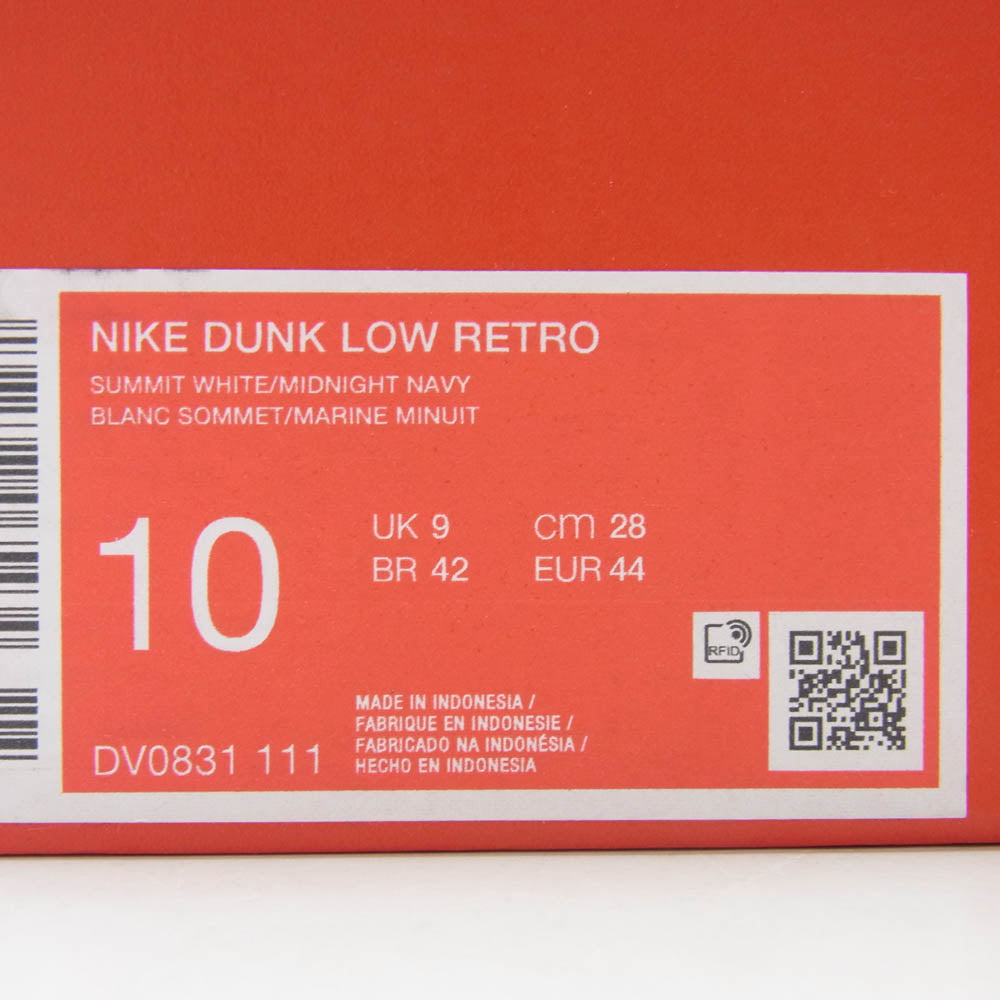 NIKE DUNK LOW RETRO
SUMMIT WHITE/MIDNIGHT NAVY
BLANC SOMMET/MARINE MINUIT
10
UK 9 cm 28
BR 42 EUR 44
RFID
MADE IN INDONESIA /
FABRIQUE EN INDONESIE /
FABRICADO NA INDONÉSIA /
HECHO EN INDONESIA
DV0831 111